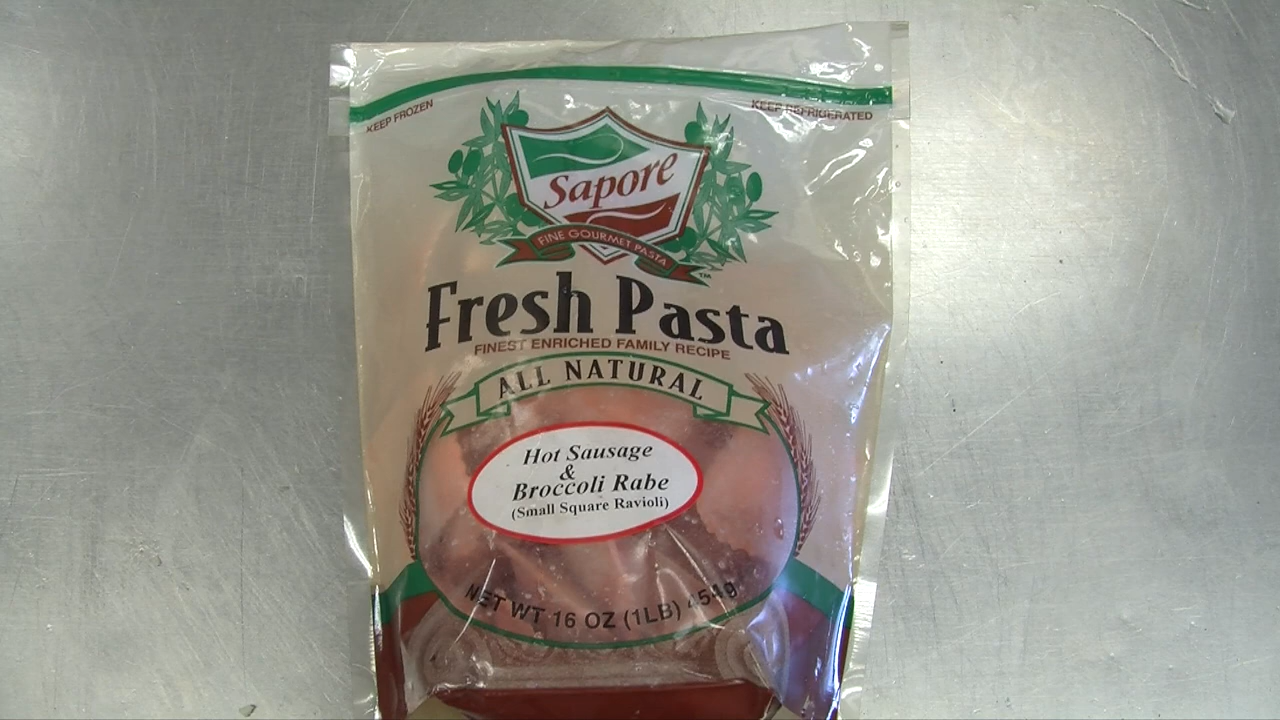 KEEP FROZEN
KEEP REFRIGERATED
Sapore
FINE GOURMET PASTA
TM
Fresh Pasta
FINEST ENRICHED FAMILY RECIPE
ALL NATURAL
Hot Sausage
&
Broccoli Rabe
(Small Square Ravioli)
NET WT 16 OZ (1LB) 454g